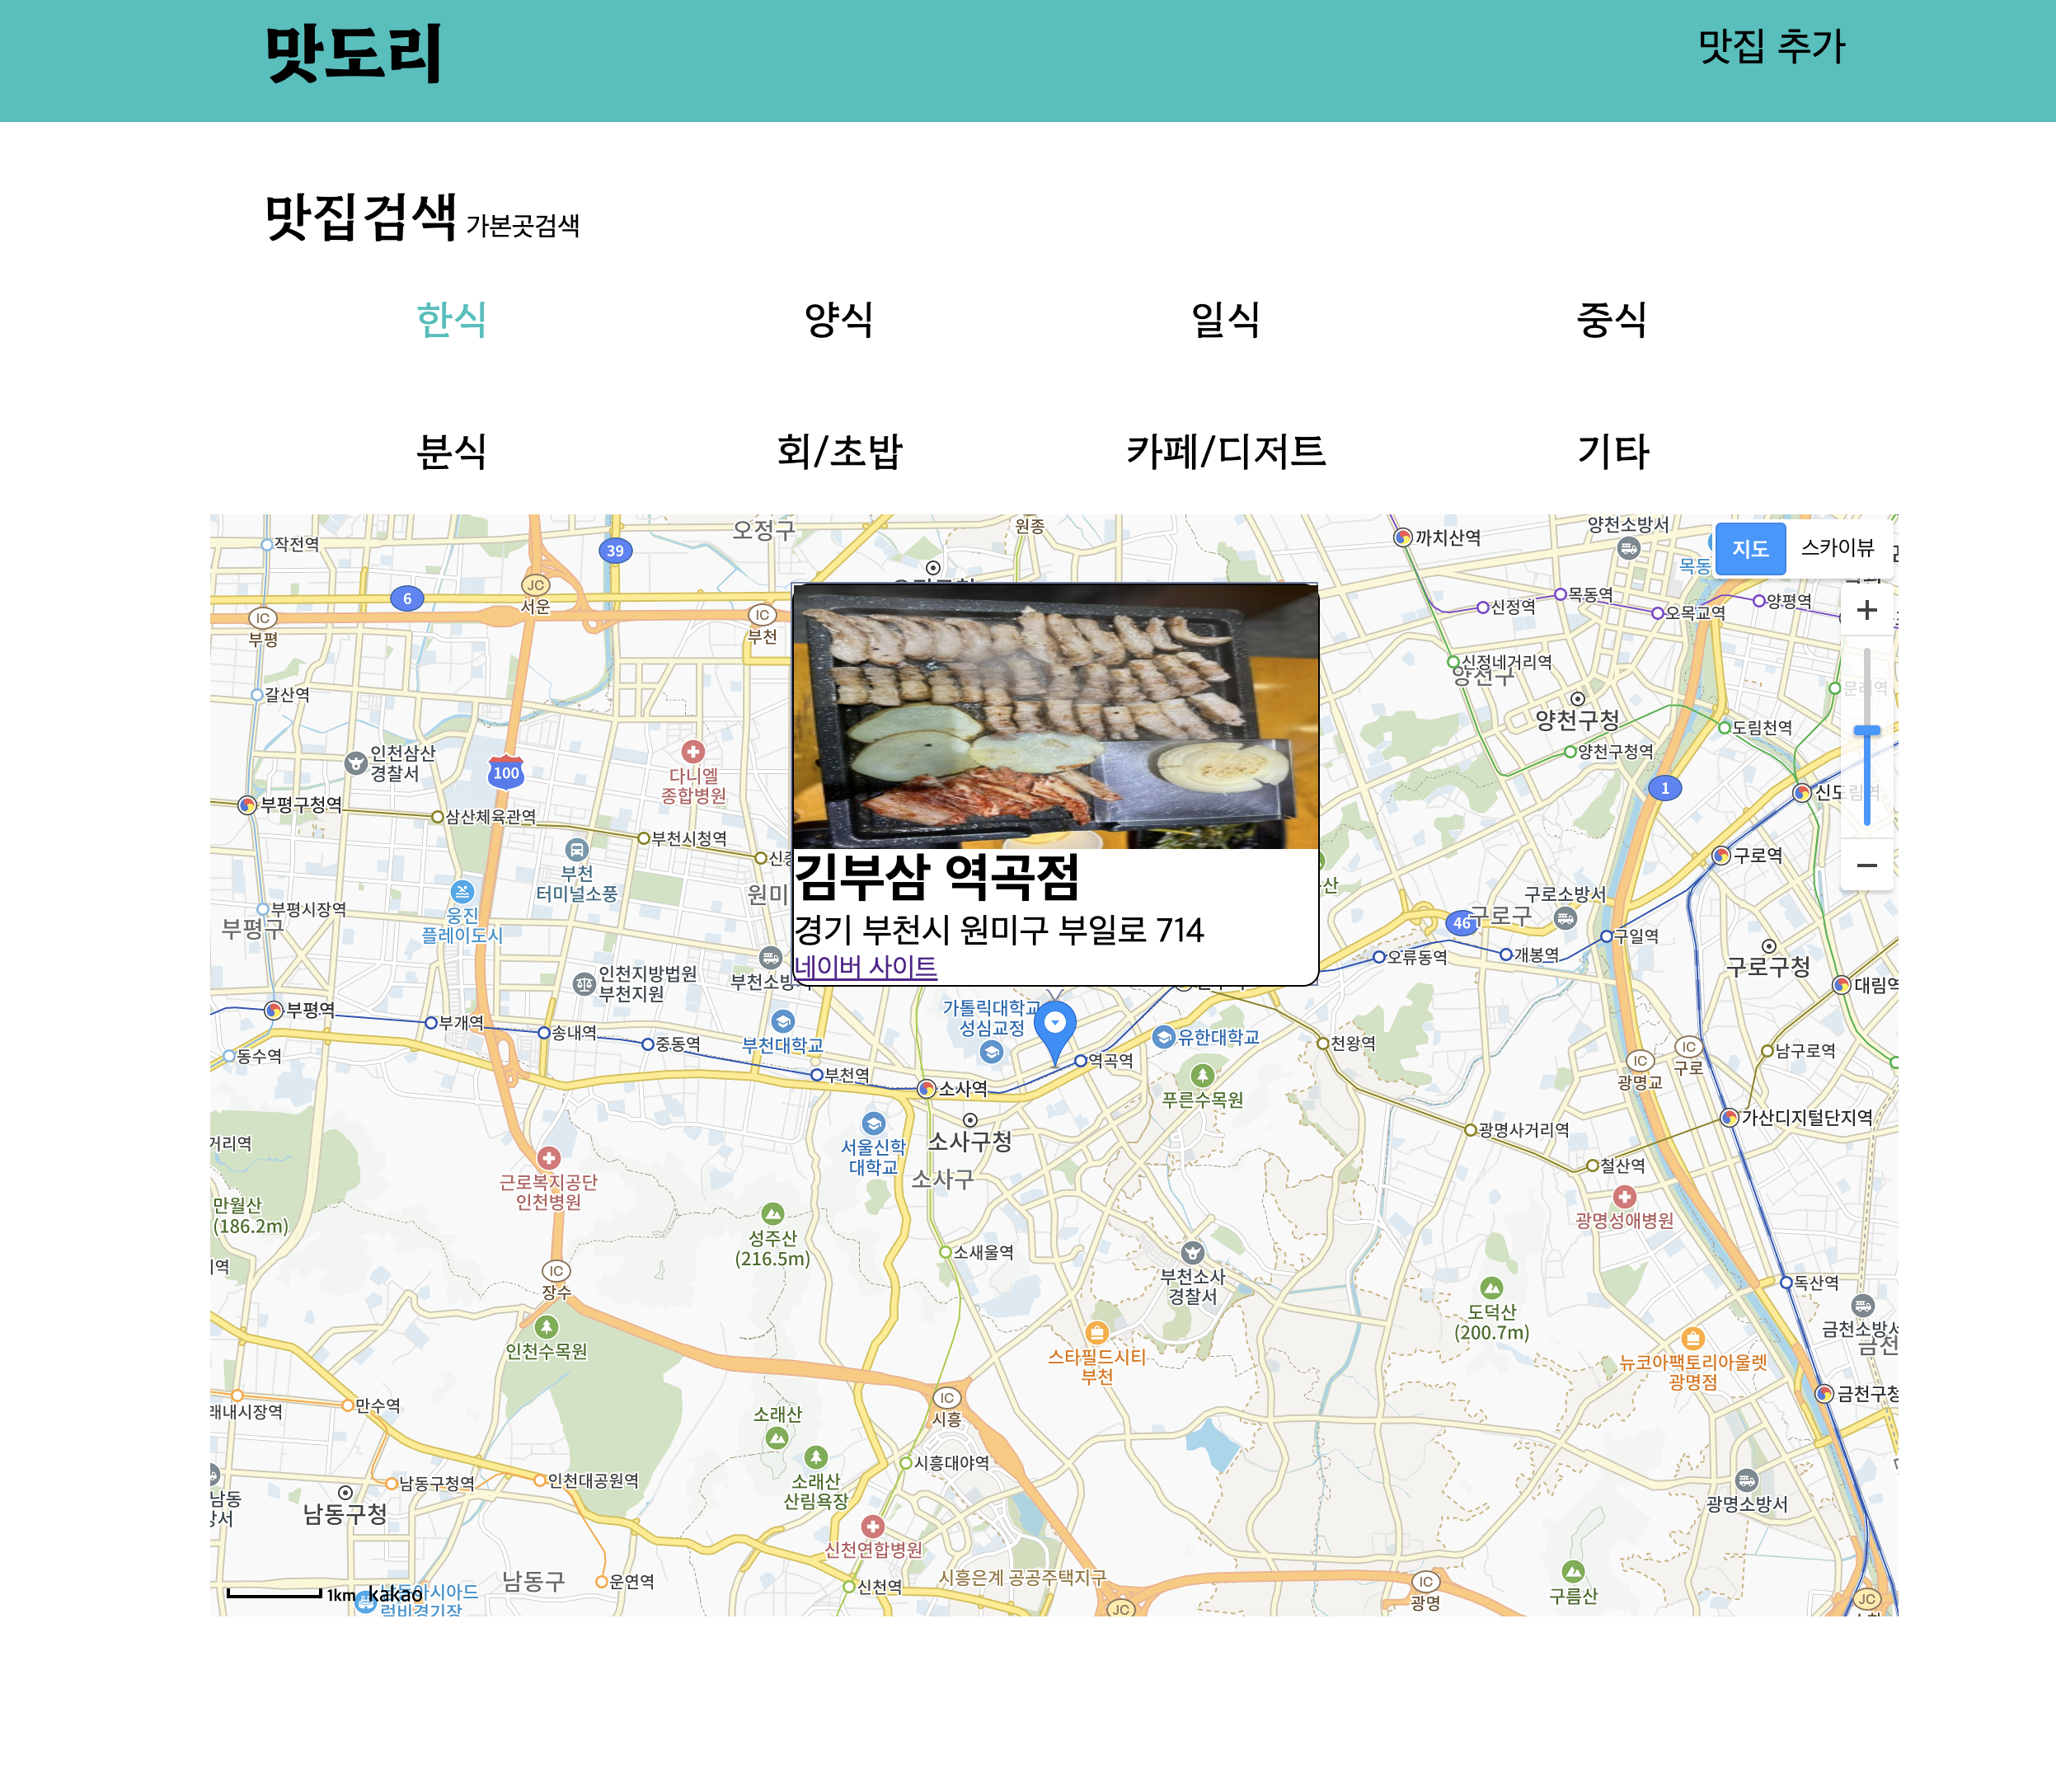 맛도리
맛집 추가
맛집검색 가본곳검색
한식
양식
일식
중식
분식
회/초밥
카페/디저트
기타
작전역
39
오정구
원종
까치산역
양천소방서
지도
스카이뷰
6
JC
서운
IC
부평
IC
부천
신정역
목동역
오목교역
양평역
갈산역
신정네거리역
양천구
양천구청
도림천역
양천구청역
인천삼산
경찰서
100
다니엘
종합병원
1
부평구청역
삼산체육관역
부천시청역
부천
터미널소풍
구로역
김부삼 역곡점
경기 부천시 원미구 부일로 714
네이버 사이트
원미
부평시장역
부평구
웅진
플레이도시
구로소방서
46
구로구
구일역
오류동역
개봉역
구로구청
대림역
인천지방법원
부천지원
부평역
부개역
송내역
중동역
부천대학교
가톨릭대학교
성심교정
유한대학교
천왕역
동수역
부천역
소사역
역곡역
푸른수목원
IC
광명교
IC
구로
남구로역
가산디지털단지역
거리역
서울신학
대학교
소사구청
소사구
광명사거리역
철산역
근로복지공단
인천병원
만월산
(186.2m)
성주산
(216.5m)
소새울역
광명성애병원
IC
장수
부천소사
경찰서
도덕산
(200.7m)
독산역
인천수목원
스타필드시티
부천
뉴코아팩토리아울렛
광명점
금천구청
래내시장역
만수역
소래산
IC
시흥
남동구청역
인천대공원역
소래산
산림욕장
시흥대야역
남동구청
광명소방서
신천연합병원
남동구
운연역
신천역
시흥은계 공공주택지구
IC
광명
구름산
JC
JC
1km
kakao